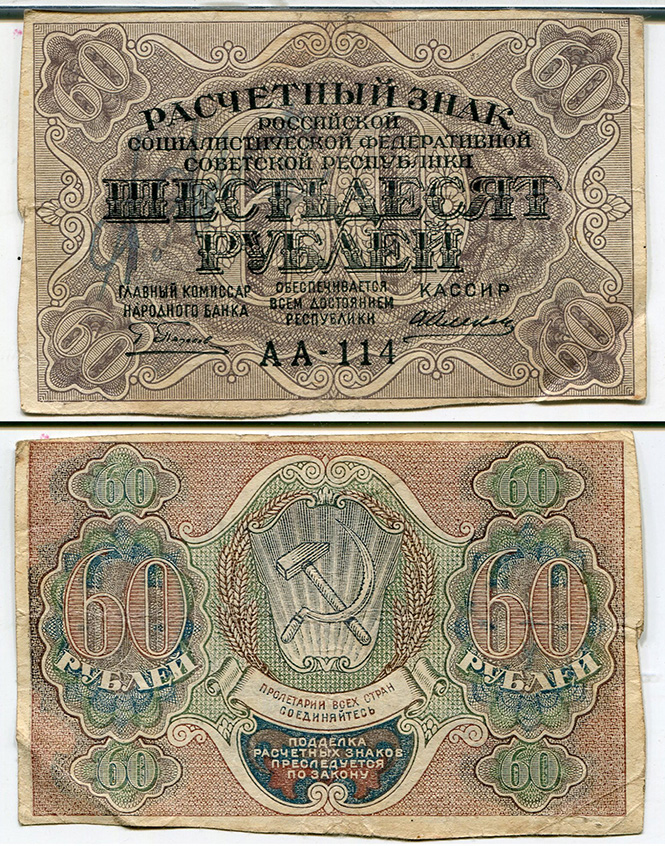 60 60
РАСЧЕТНЫЙ ЗНАК
РОССИЙСКОЙ
СОЦИАЛИСТИЧЕСКОЙ ФЕДЕРАТИВНОЙ
СОВЕТСКОЙ РЕСПУБЛИКИ
ШЕСТЬДЕСЯТ
РУБЛЕЙ
60
ГЛАВНЫЙ КОМИССАР
НАРОДНОГО БАНКА
ОБЕСПЕЧИВАЕТСЯ
ВСЕМ ДОСТОЯНИЕМ
РЕСПУБЛИКИ
КАССИР
60 60
АА-114
60 60
60 60
РУБЛЕЙ РУБЛЕЙ
ПРОЛЕТАРИИ ВСЕХ СТРАН
СОЕДИНЯЙТЕСЬ
ПОДДЕЛКА
РАСЧЕТНЫХ ЗНАКОВ
ПРЕСЛЕДУЕТСЯ
ПО ЗАКОНУ
60 60